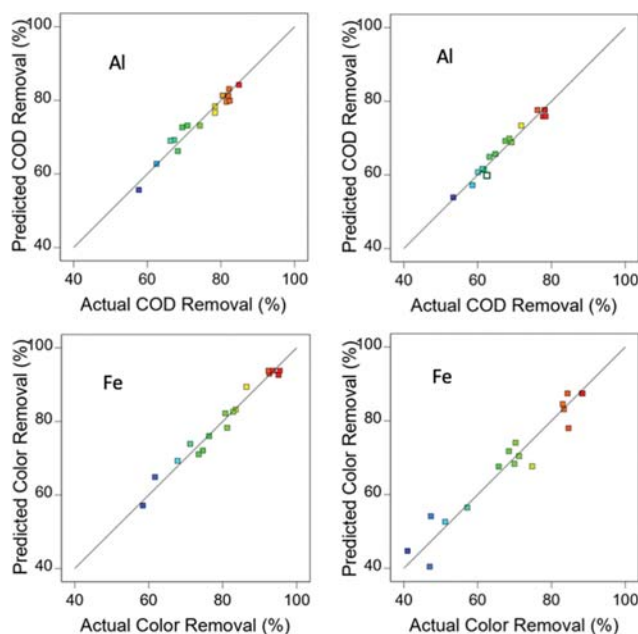 100
Al
80
60
40
Predicted COD Removal (%)
40 60 80 100
Actual COD Removal (%)
100
Al
80
60
40
Predicted COD Removal (%)
40 60 80 100
Actual COD Removal (%)
100
Fe
80
60
40
Predicted Color Removal (%)
40 60 80 100
Actual Color Removal (%)
100
Fe
80
60
40
Predicted Color Removal (%)
40 60 80 100
Actual Color Removal (%)